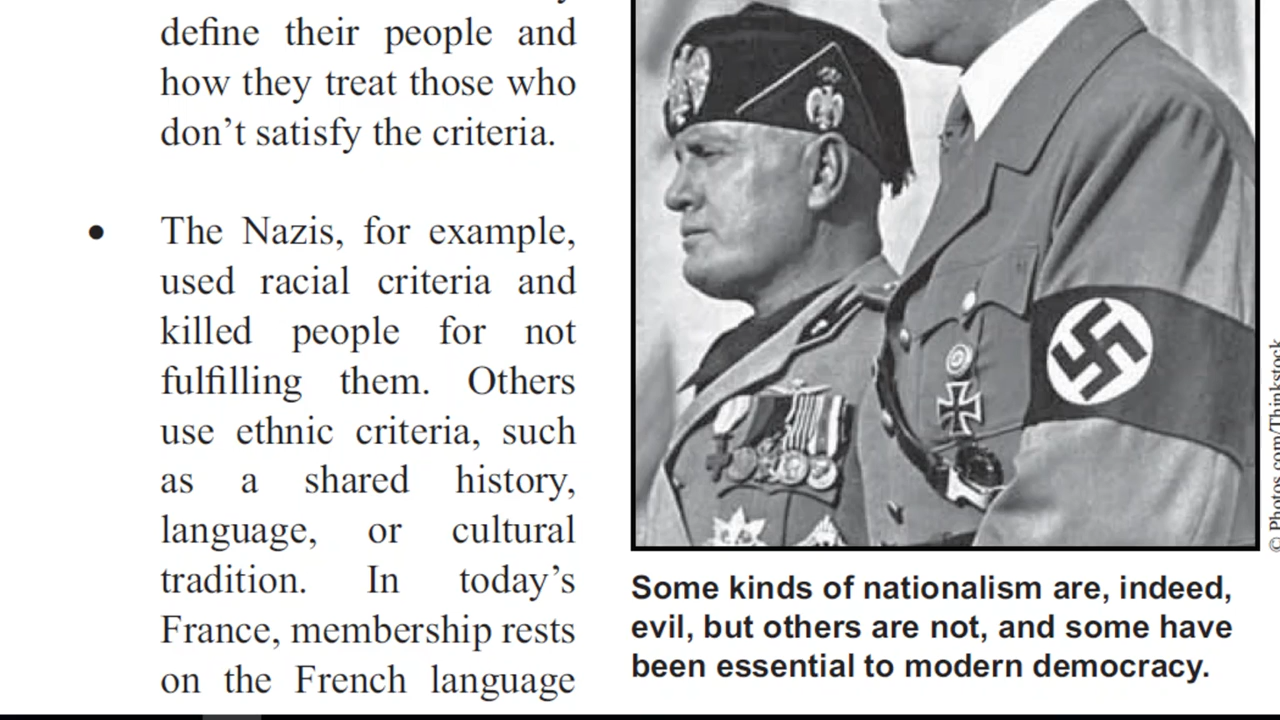 define their people and
how they treat those who
don't satisfy the criteria.
• The Nazis, for example,
used racial criteria and
killed people for not
fulfilling them. Others
use ethnic criteria, such
as a shared history,
language, or cultural
tradition. In today's
France, membership rests
on the French language
© Photos.com/Thinkstock.
Some kinds of nationalism are, indeed,
evil, but others are not, and some have
been essential to modern democracy.